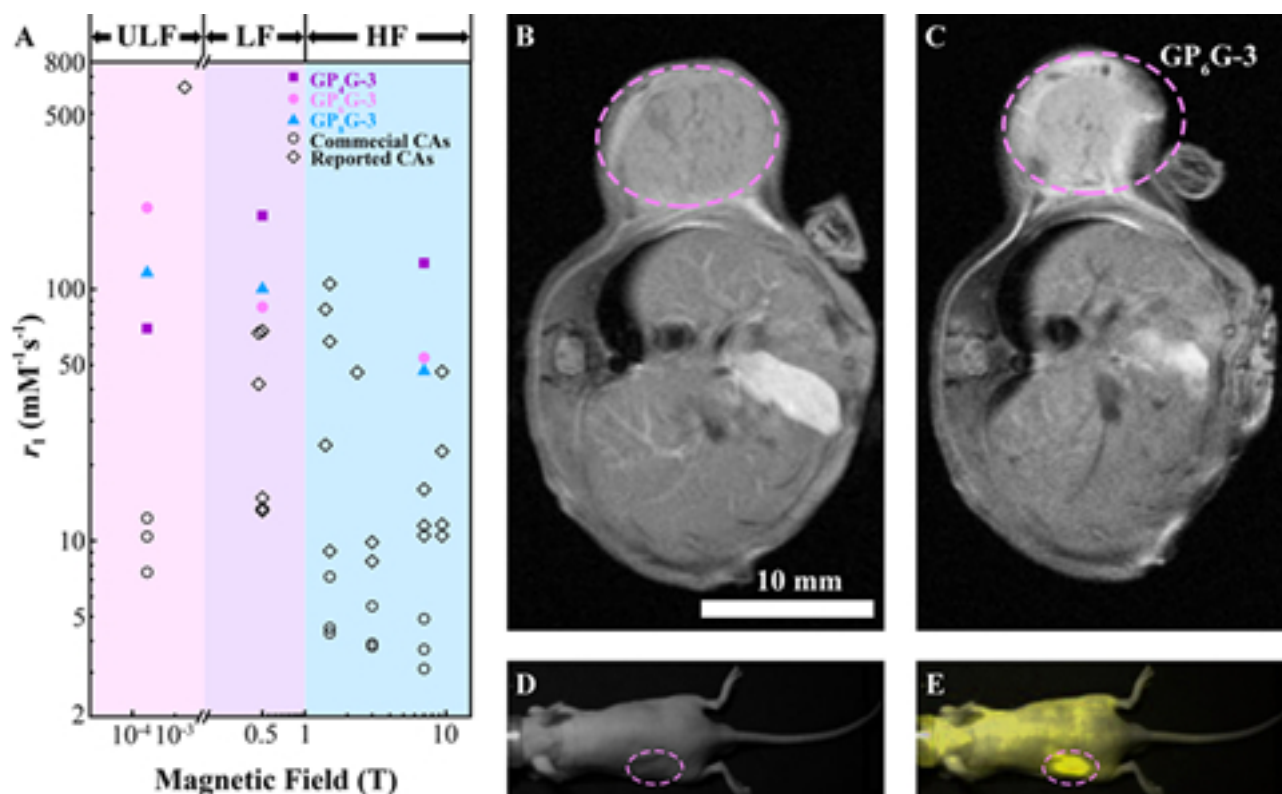 A
ULF
LF
HF
800
500
100
50
10
5
2
r₁ (mM⁻¹s⁻¹)
GP₄G-3
GP₆G-3
GP₈G-3
Commecial CAs
Reported CAs
10⁻⁴ 10⁻³ 0.5 1 10
Magnetic Field (T)
B
10 mm
C
GP₆G-3
D
E